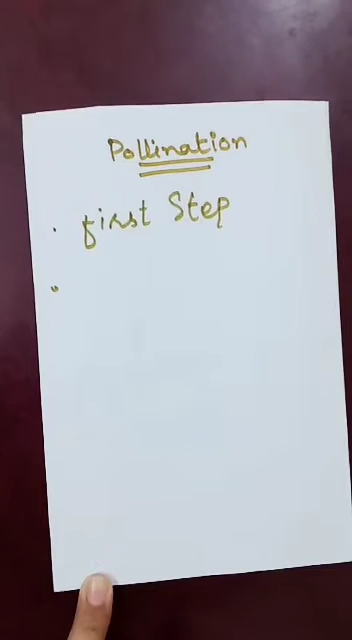 Pollination
. first Step
.